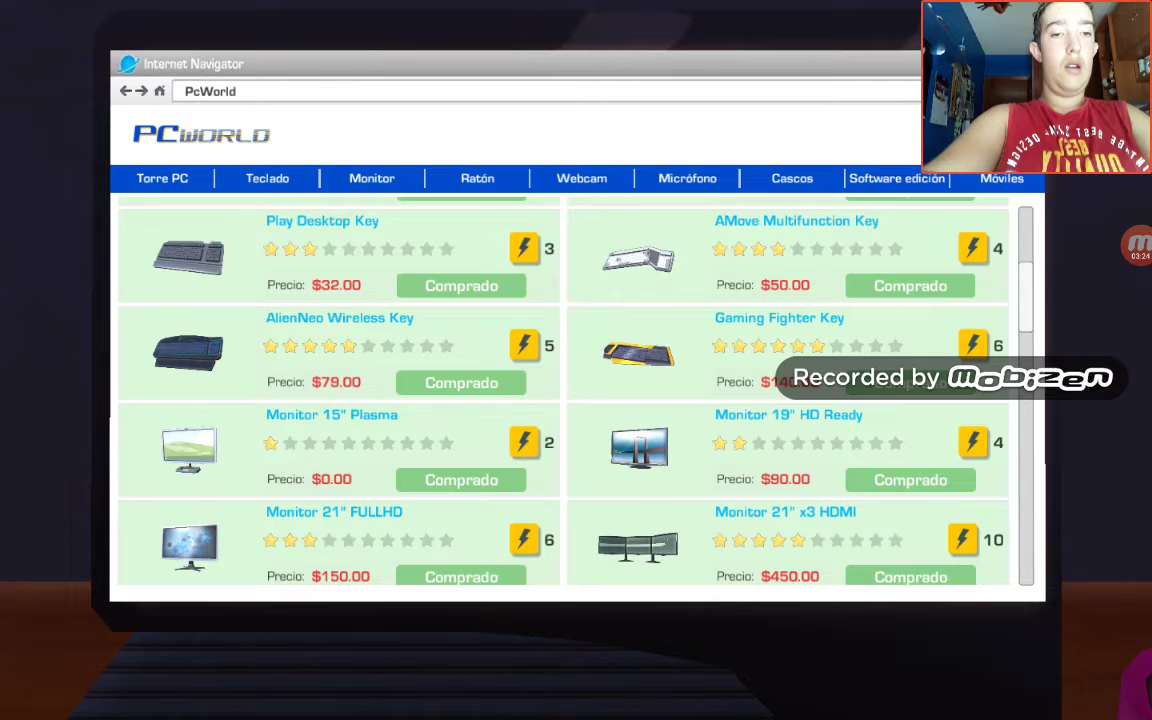 Internet Navigator
PcWorld
PCWORLD
Torre PC Teclado Monitor Ratón Webcam Micrófono Cascos Software edición Móviles
Play Desktop Key
3
Precio: $32.00 Comprado
AMove Multifunction Key
4
Precio: $50.00 Comprado
AlienNeo Wireless Key
5
Precio: $79.00 Comprado
Gaming Fighter Key
6
Precio:
Recorded by mobizen
Monitor 15" Plasma
2
Precio: $0.00 Comprado
Monitor 19" HD Ready
4
Precio: $90.00 Comprado
Monitor 21" FULLHD
6
Precio: $150.00 Comprado
Monitor 21" x3 HDMI
10
Precio: $450.00 Comprado
03:24